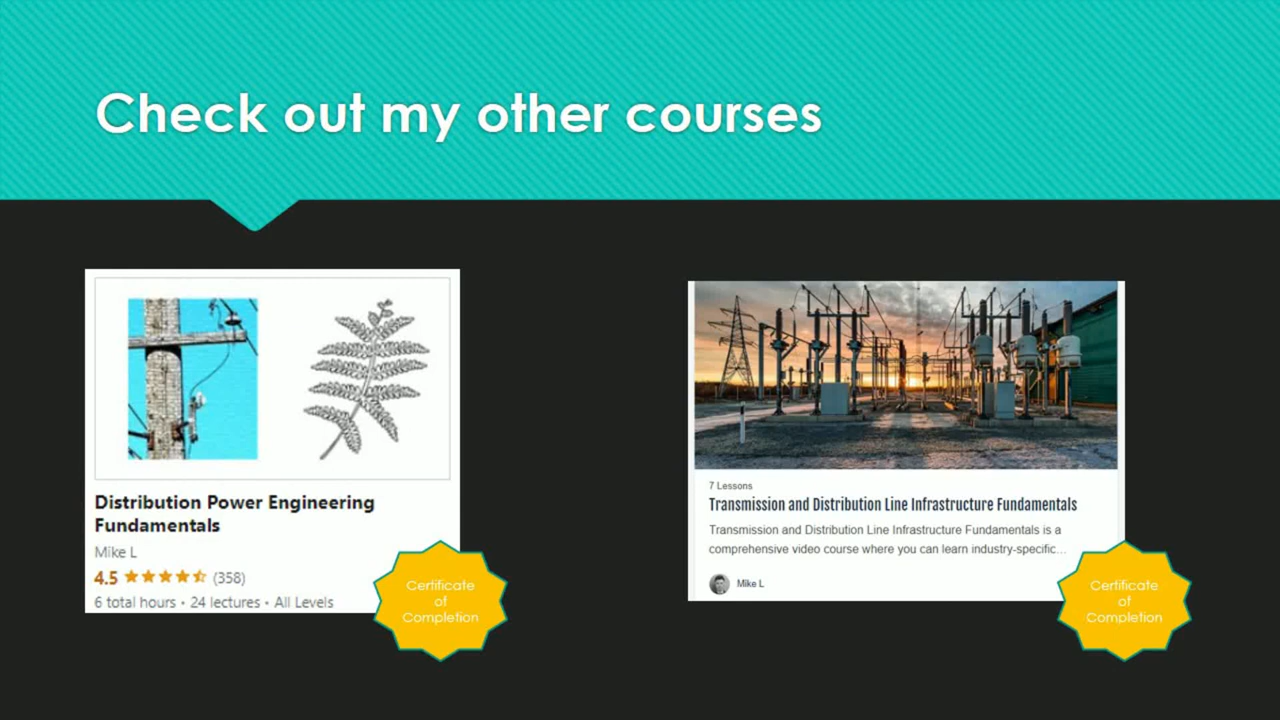 Check out my other courses
Distribution Power Engineering
Fundamentals
Mike L
4.5 (358)
6 total hours • 24 lectures • All Levels
Certificate
of
Completion
7 Lessons
Transmission and Distribution Line Infrastructure Fundamentals
Transmission and Distribution Line Infrastructure Fundamentals is a
comprehensive video course where you can learn industry-specific...
Mike L
Certificate
of
Completion